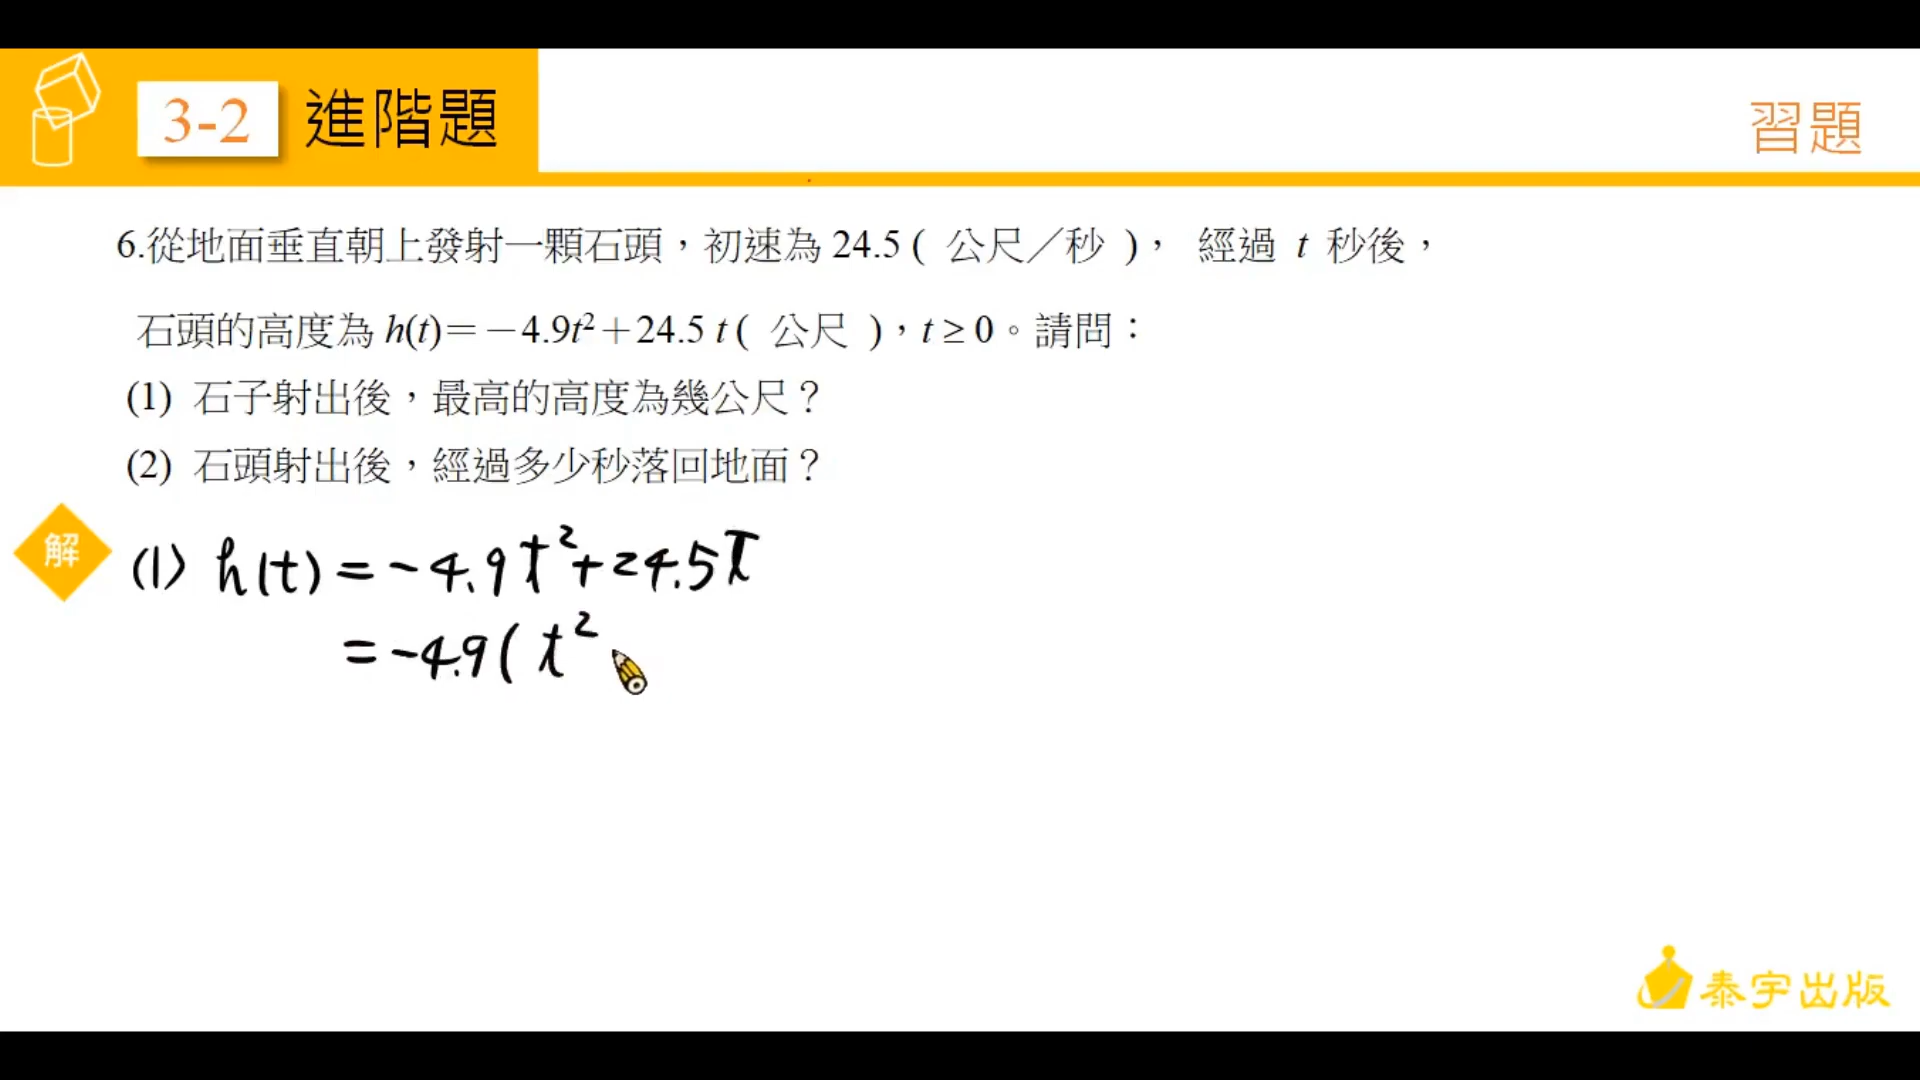 3-2 進階題
習題
6.從地面垂直朝上發射一顆石頭，初速為 24.5 ( 公尺／秒 )， 經過 t 秒後，
石頭的高度為 h(t)＝－4.9t²＋24.5 t ( 公尺 )，t ≥ 0。請問：
(1) 石子射出後，最高的高度為幾公尺？
(2) 石頭射出後，經過多少秒落回地面？
解
(1) h(t) = -4.9t²+24.5t
= -4.9( t²
泰宇出版